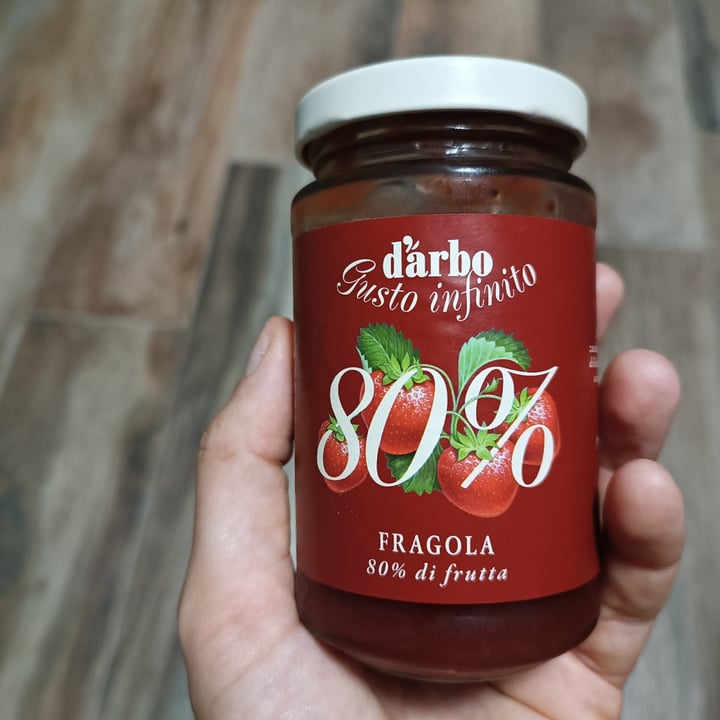 d'arbo
Gusto infinito
80%
FRAGOLA
80% di frutta